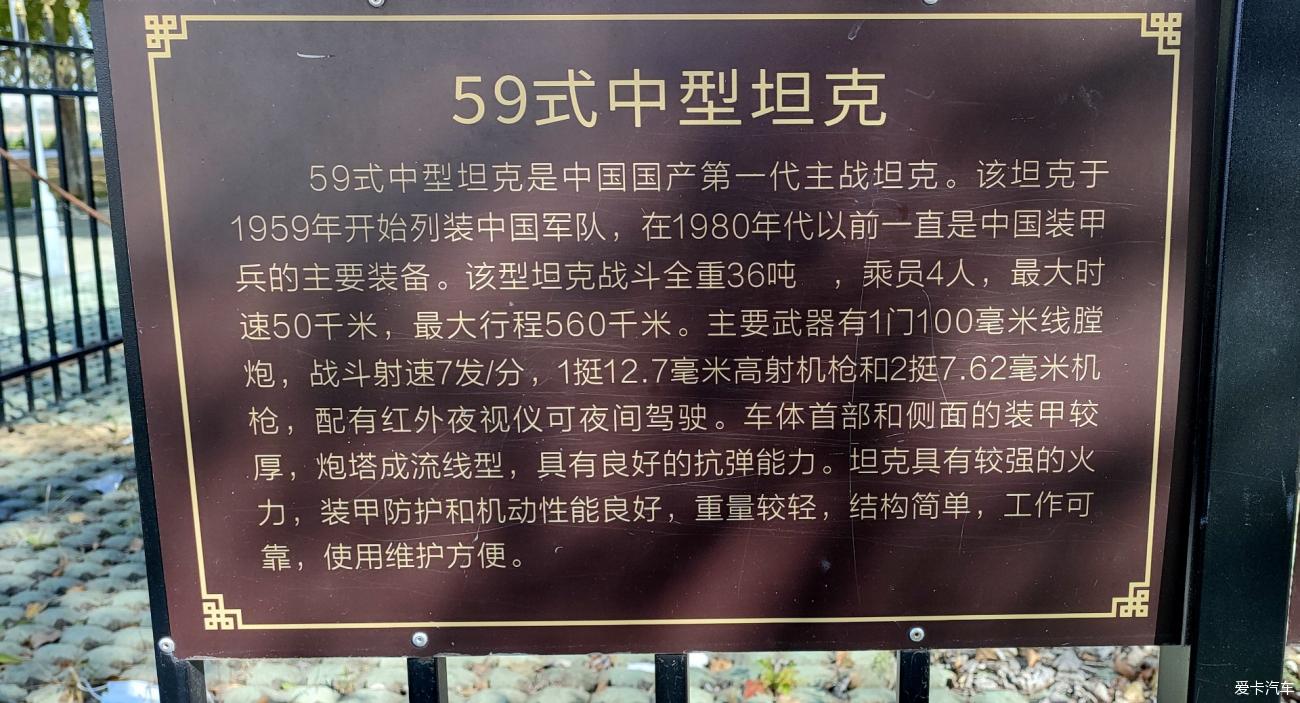 59式中型坦克
59式中型坦克是中国国产第一代主战坦克。该坦克于
1959年开始列装中国军队，在1980年代以前一直是中国装甲
兵的主要装备。该型坦克战斗全重36吨　，乘员4人，最大时
速50千米，最大行程560千米。主要武器有1门100毫米线膛
炮，战斗射速7发/分，1挺12.7毫米高射机枪和2挺7.62毫米机
枪，配有红外夜视仪可夜间驾驶。车体首部和侧面的装甲较
厚，炮塔成流线型，具有良好的抗弹能力。坦克具有较强的火
力，装甲防护和机动性能良好，重量较轻，结构简单，工作可
靠，使用维护方便。
爱卡汽车